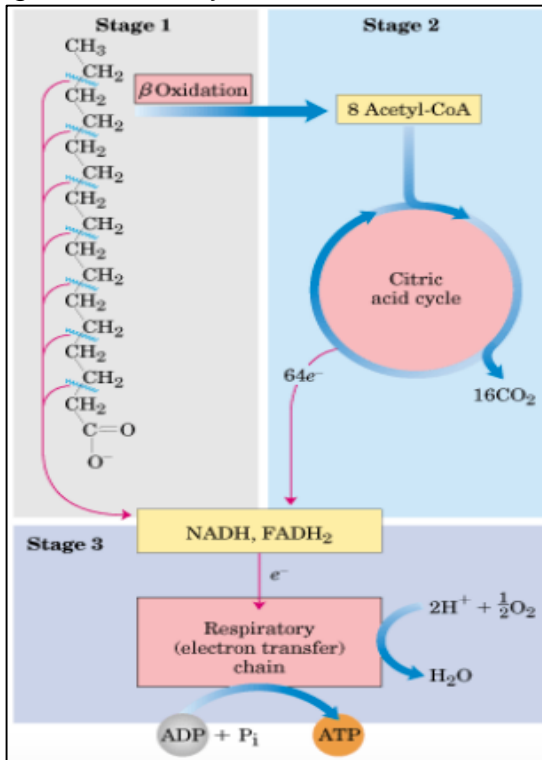 Stage 1
Stage 2
CH₃
CH₂
CH₂
CH₂
CH₂
CH₂
CH₂
CH₂
CH₂
CH₂
CH₂
CH₂
CH₂
CH₂
CH₂
C=O
O⁻
β Oxidation
8 Acetyl-CoA
Citric
acid cycle
64e⁻
16CO₂
Stage 3
NADH, FADH₂
e⁻
Respiratory
(electron transfer)
chain
2H⁺ + ½O₂
H₂O
ADP + Pᵢ
ATP